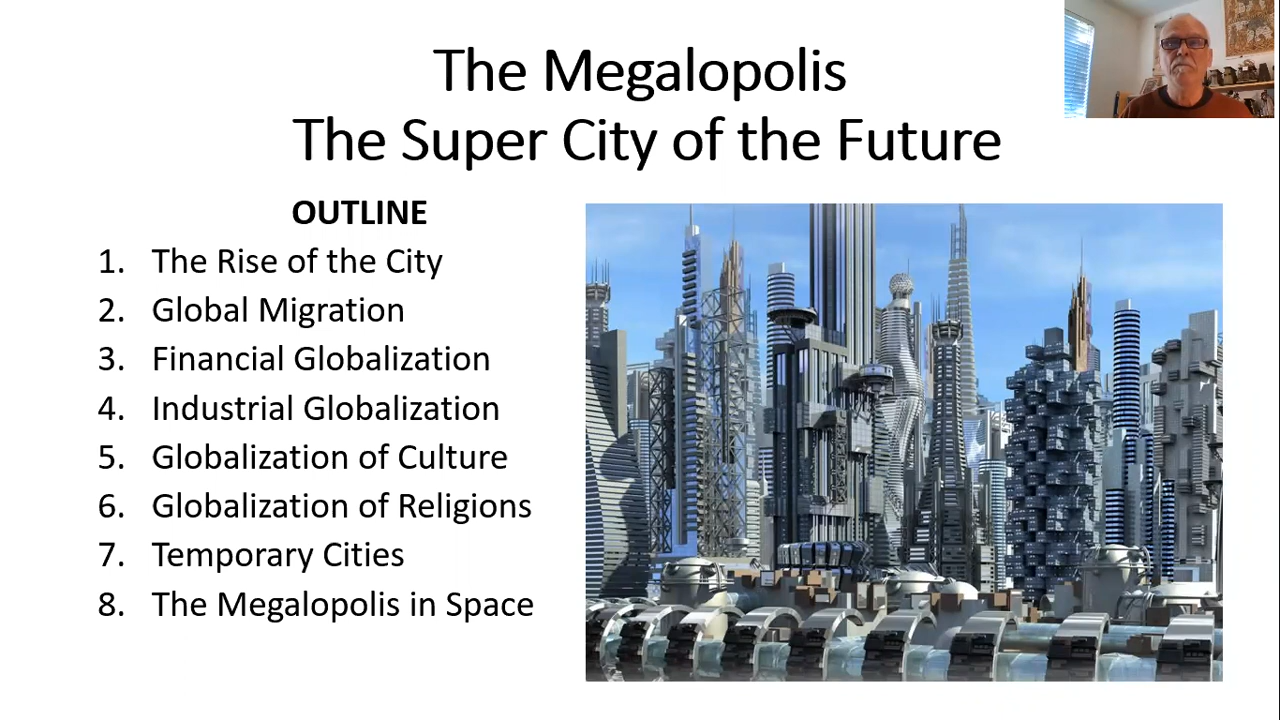 The Megalopolis
The Super City of the Future
OUTLINE
1. The Rise of the City
2. Global Migration
3. Financial Globalization
4. Industrial Globalization
5. Globalization of Culture
6. Globalization of Religions
7. Temporary Cities
8. The Megalopolis in Space